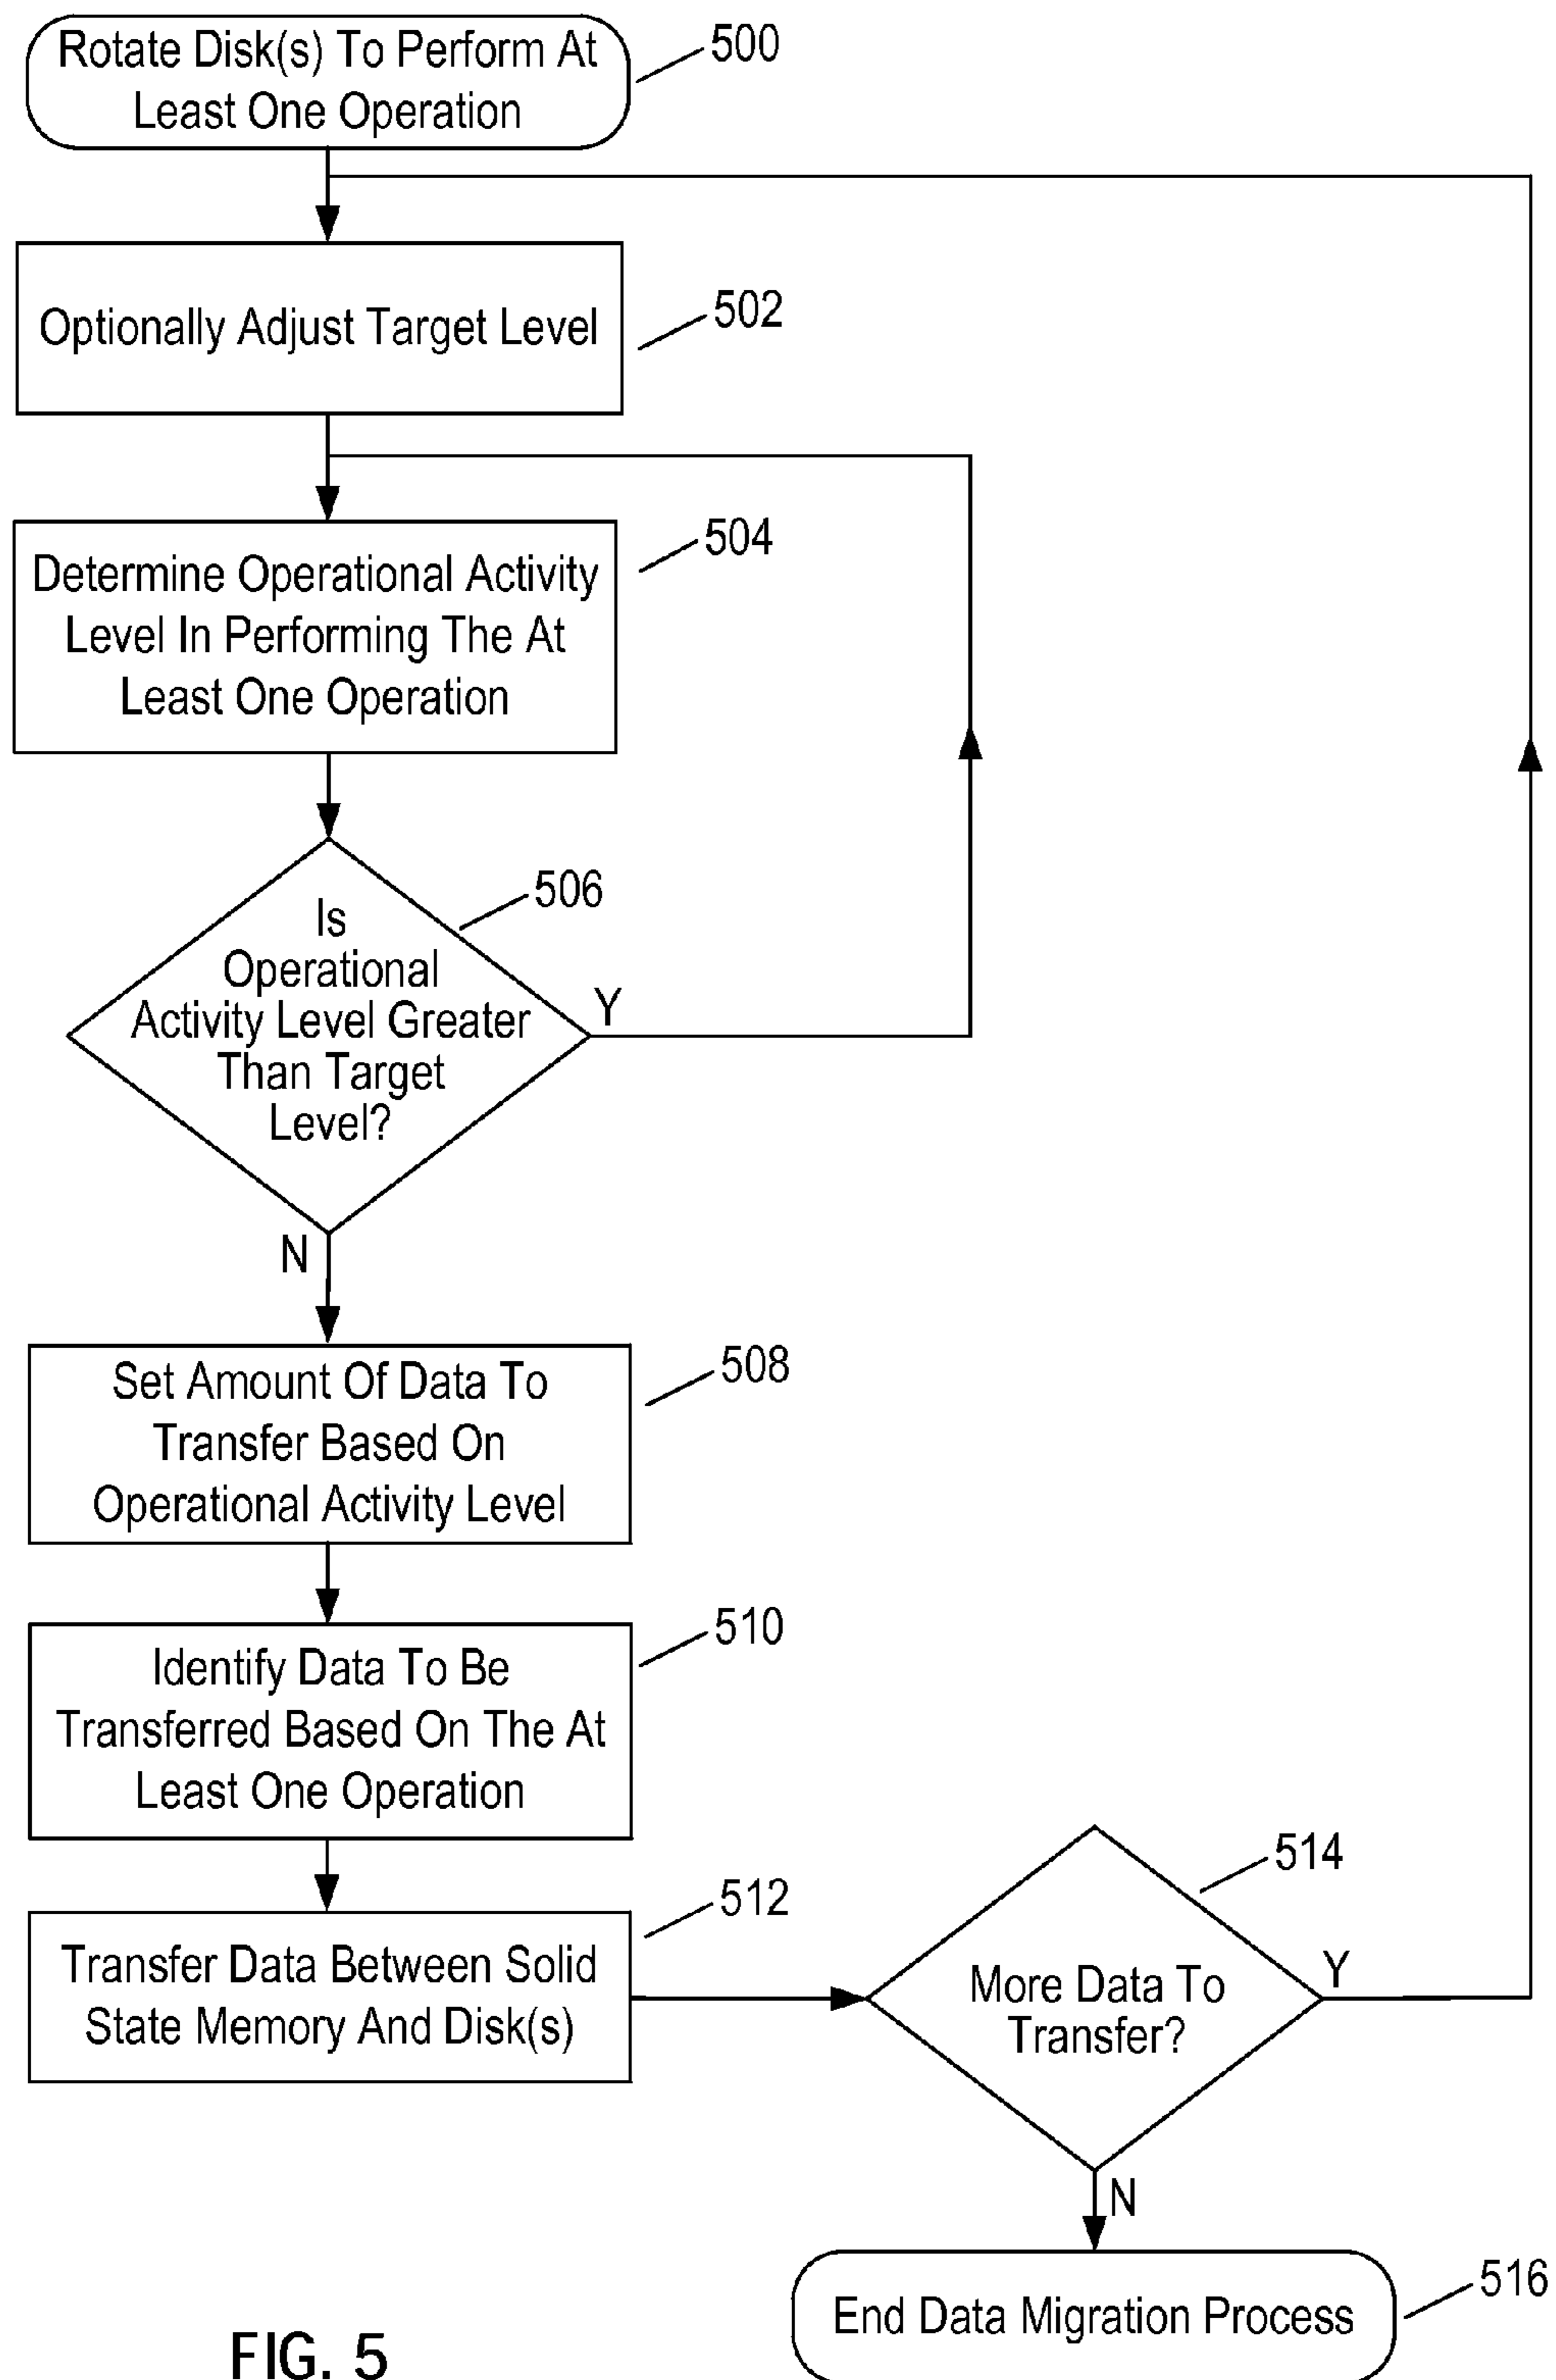 Rotate Disk(s) To Perform At
Least One Operation
500
Optionally Adjust Target Level
502
Determine Operational Activity
Level In Performing The At
Least One Operation
504
Is
Operational
Activity Level Greater
Than Target
Level?
506
Y
N
Set Amount Of Data To
Transfer Based On
Operational Activity Level
508
Identify Data To Be
Transferred Based On The At
Least One Operation
510
Transfer Data Between Solid
State Memory And Disk(s)
512
More Data To
Transfer?
514
Y
N
End Data Migration Process
516
FIG. 5